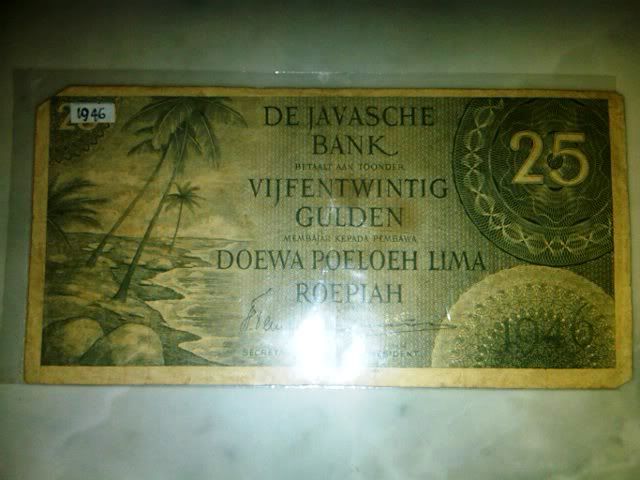 1946
25
DE JAVASCHE
BANK
BETAALT AAN TOONDER
VIJFENTWINTIG
GULDEN
MEMBAJAR KEPADA PEMBAWA
DOEWA POELOEH LIMA
ROEPIAH
1946